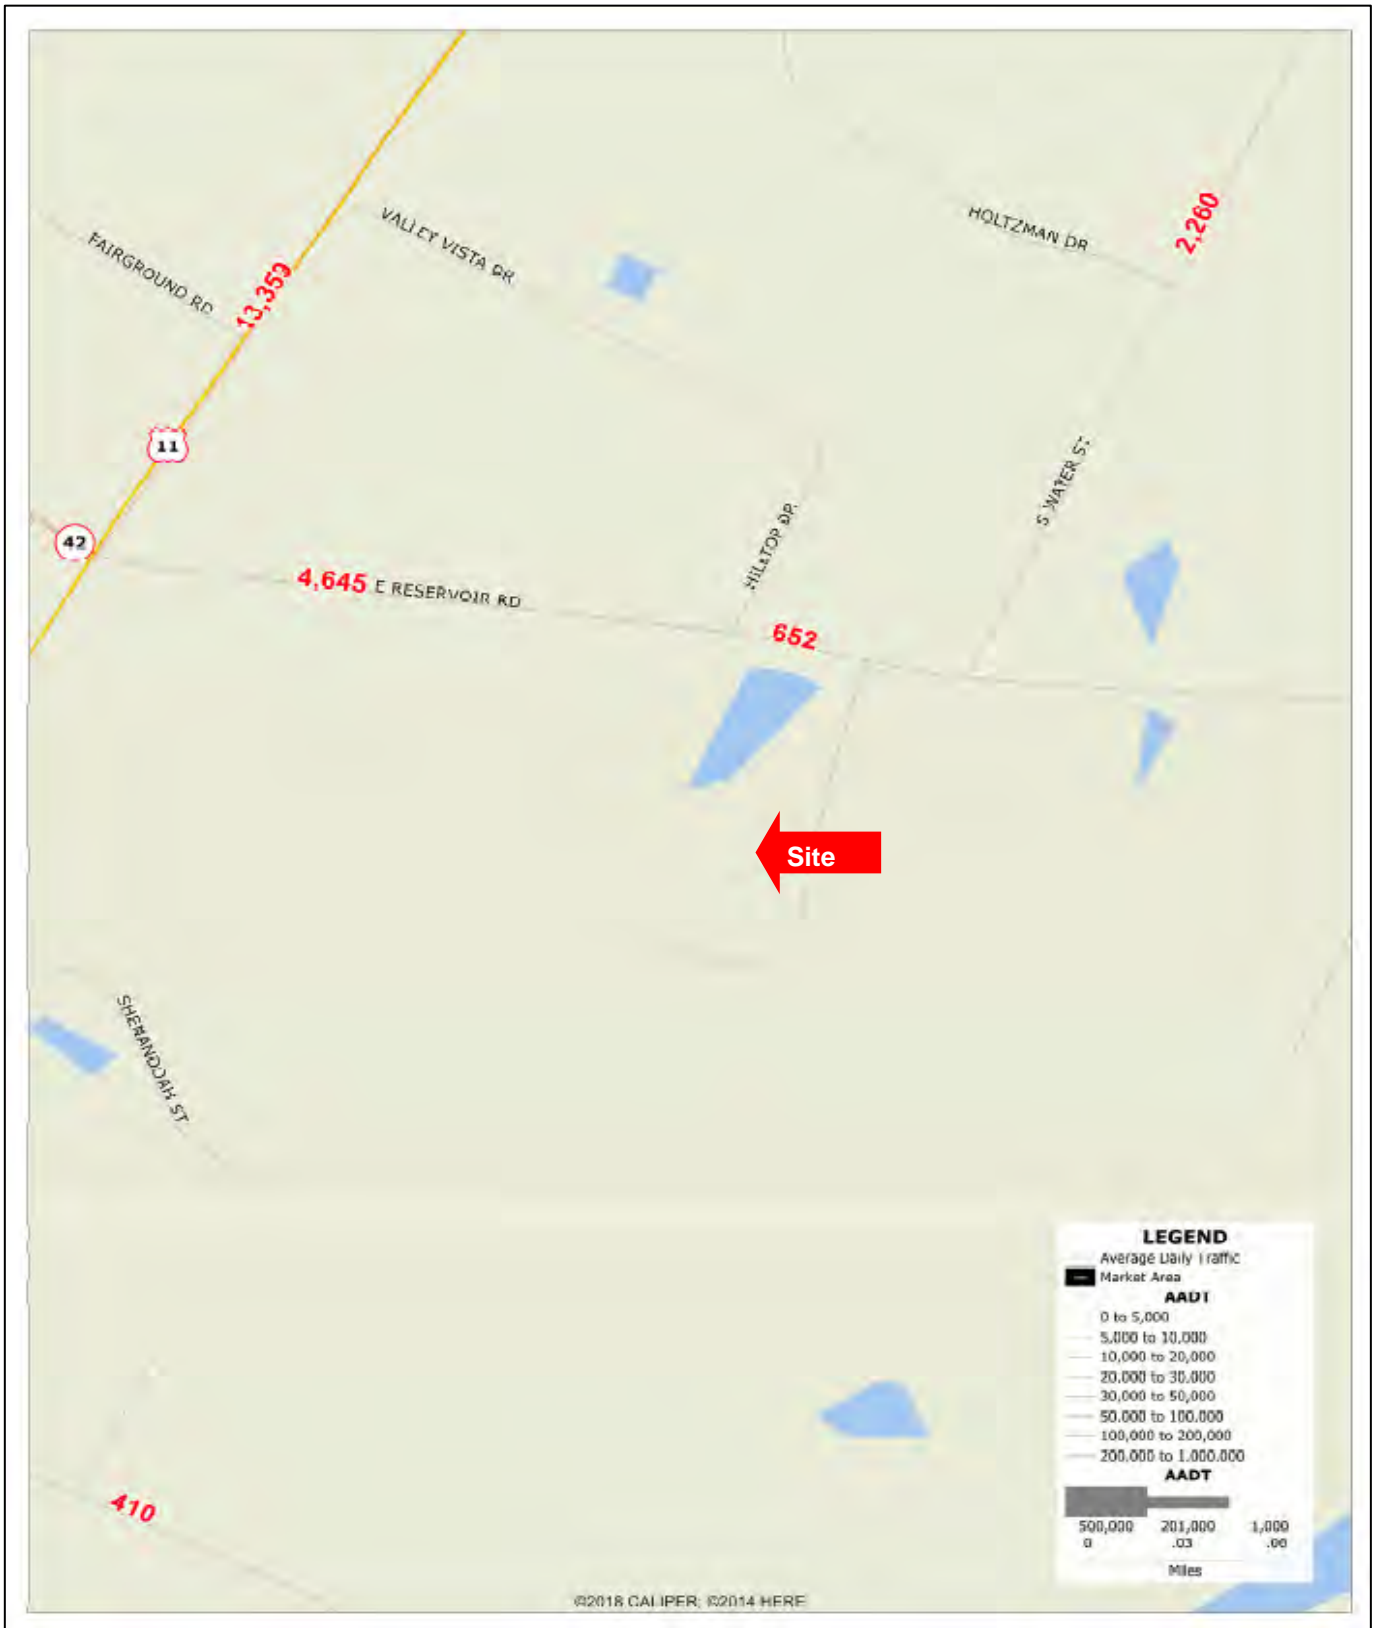 2,260
HOLTZMAN DR
VALLEY VISTA DR
FAIRGROUND RD
13,359
11
42
S WATER ST
HILLTOP DR
4,645 E RESERVOIR RD
652
Site
SHENANDOAH ST
LEGEND
Average Daily Traffic
Market Area
AADT
0 to 5,000
5,000 to 10,000
10,000 to 20,000
20,000 to 30,000
30,000 to 50,000
50,000 to 100,000
100,000 to 200,000
200,000 to 1,000,000
AADT
500,000 201,000 1,000
0 .03 .06
Miles
410
©2018 CALIPER; ©2014 HERE